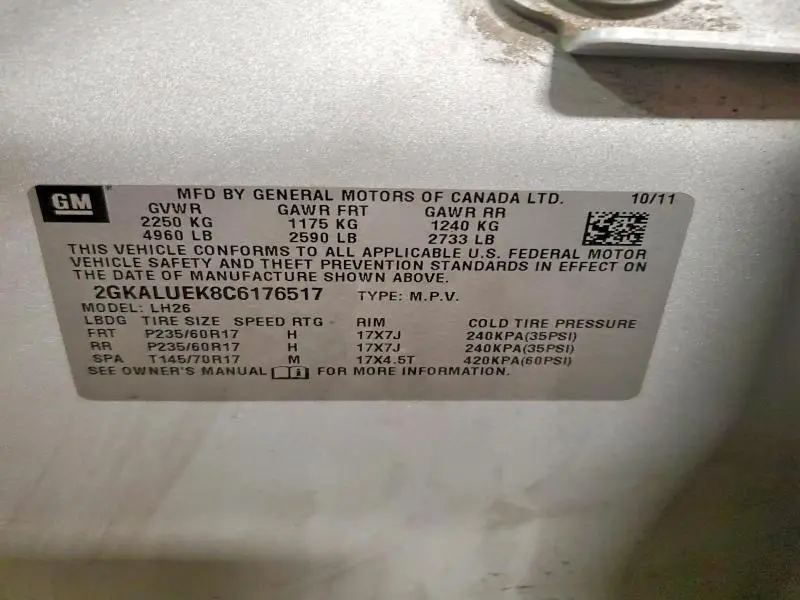 GM
MFD BY GENERAL MOTORS OF CANADA LTD. 10/11
GVWR GAWR FRT GAWR RR
2250 KG 1175 KG 1240 KG
4960 LB 2590 LB 2733 LB
THIS VEHICLE CONFORMS TO ALL APPLICABLE U.S. FEDERAL MOTOR
VEHICLE SAFETY AND THEFT PREVENTION STANDARDS IN EFFECT ON
THE DATE OF MANUFACTURE SHOWN ABOVE.
2GKALUEK8C6176517 TYPE: M.P.V.
MODEL: LH26
LBDG TIRE SIZE SPEED RTG RIM COLD TIRE PRESSURE
FRT P235/60R17 H 17X7J 240KPA(35PSI)
RR P235/60R17 H 17X7J 240KPA(35PSI)
SPA T145/70R17 M 17X4.5T 420KPA(60PSI)
SEE OWNER'S MANUAL FOR MORE INFORMATION.